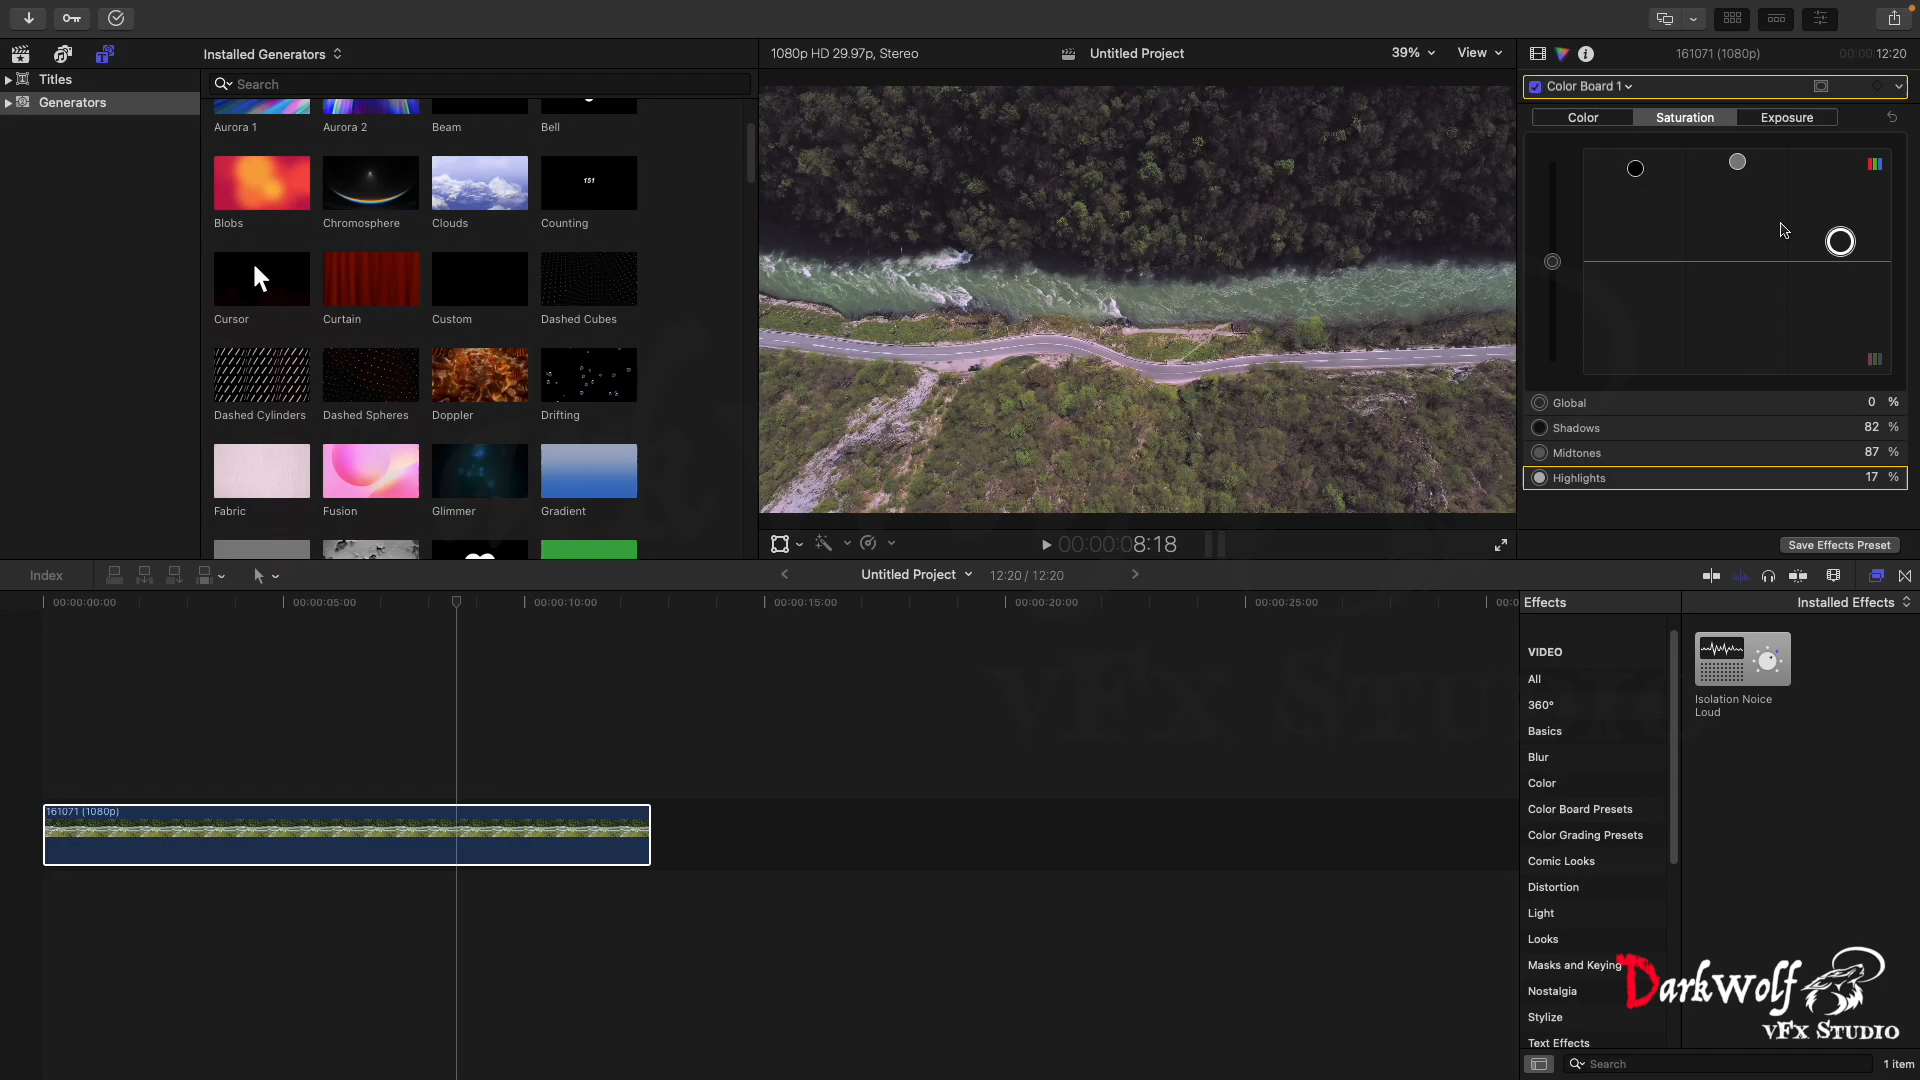 Installed Generators
1080p HD 29.97p, Stereo
Untitled Project
39%
View
161071 (1080p)
00:00:12:20
Titles
Search
Color Board 1
Generators
Color
Saturation
Exposure
Aurora 1
Aurora 2
Beam
Bell
151
Blobs
Chromosphere
Clouds
Counting
Cursor
Curtain
Custom
Dashed Cubes
Dashed Cylinders
Dashed Spheres
Doppler
Drifting
Global 0 %
Shadows 82 %
Midtones 87 %
Highlights 17 %
Fabric
Fusion
Glimmer
Gradient
00:00:08:18
Save Effects Preset
Index
Untitled Project
12:20 / 12:20
00:00:00:00
00:00:05:00
00:00:10:00
00:00:15:00
00:00:20:00
00:00:25:00
Effects
Installed Effects
VIDEO
All
360°
Basics
Blur
Color
Color Board Presets
Color Grading Presets
Comic Looks
Distortion
Light
Looks
Masks and Keying
Nostalgia
Stylize
Text Effects
Isolation Noice
Loud
161071 (1080p)
vFx Studio
DarkWolf
vFx Studio
Search
1 item